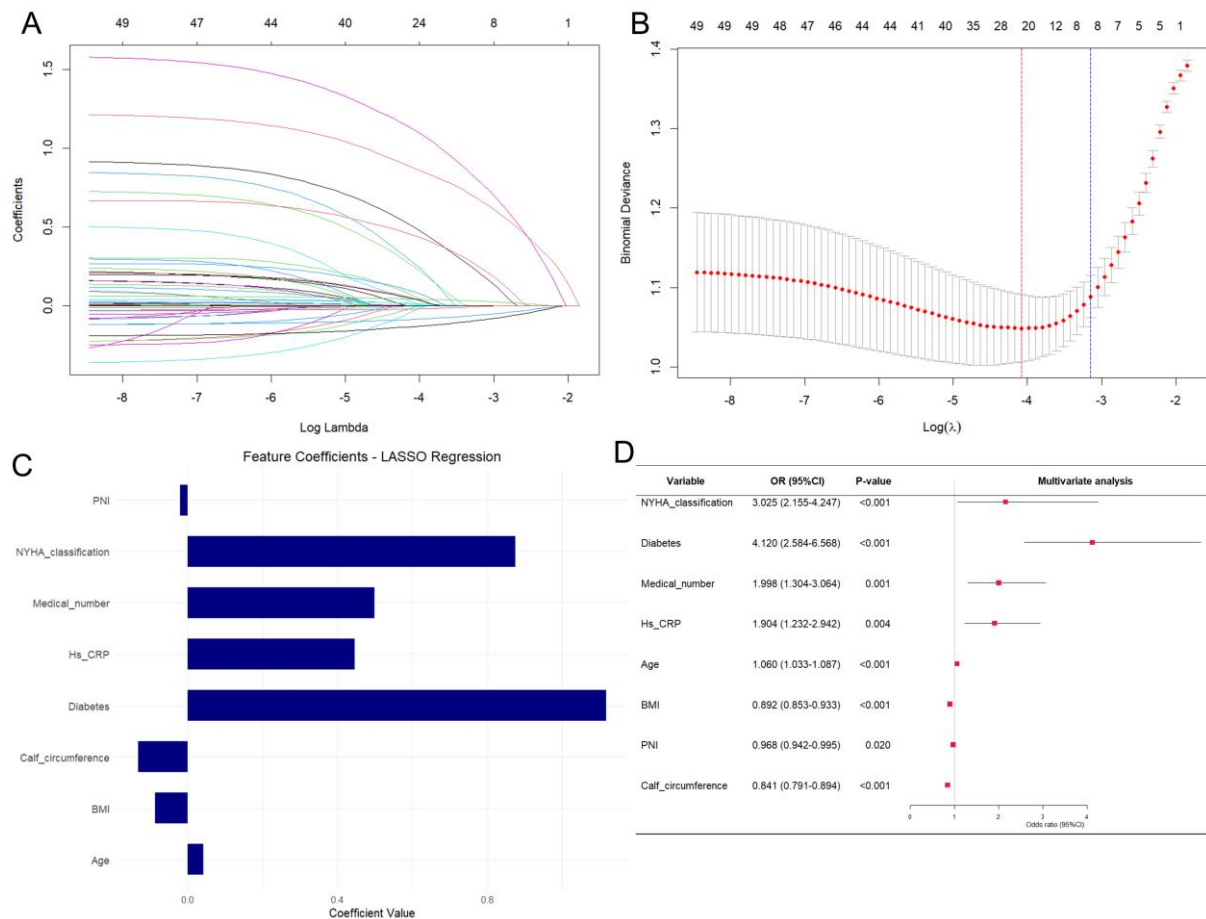 A
49 47 44 40 24 8 1
Coefficients
1.5
1.0
0.5
0.0
-8 -7 -6 -5 -4 -3 -2
Log Lambda
B
49 49 48 47 46 44 44 41 40 35 28 20 12 8 8 7 5 5 1
Binomial Deviance
1.4
1.3
1.2
1.1
1.0
-8 -7 -6 -5 -4 -3 -2
Log(λ)
C
Feature Coefficients - LASSO Regression
PNI
NYHA_classification
Medical_number
Hs_CRP
Diabetes
Calf_circumference
BMI
Age
0.0 0.4 0.8
Coefficient Value
D
Variable OR (95%CI) P-value Multivariate analysis
NYHA_classification 3.025 (2.155-4.247) <0.001
Diabetes 4.120 (2.584-6.568) <0.001
Medical_number 1.998 (1.304-3.064) 0.001
Hs_CRP 1.904 (1.232-2.942) 0.004
Age 1.060 (1.033-1.087) <0.001
BMI 0.892 (0.853-0.933) <0.001
PNI 0.968 (0.942-0.995) 0.020
Calf_circumference 0.841 (0.791-0.894) <0.001
0 1 2 3 4
Odds ratio (95%CI)